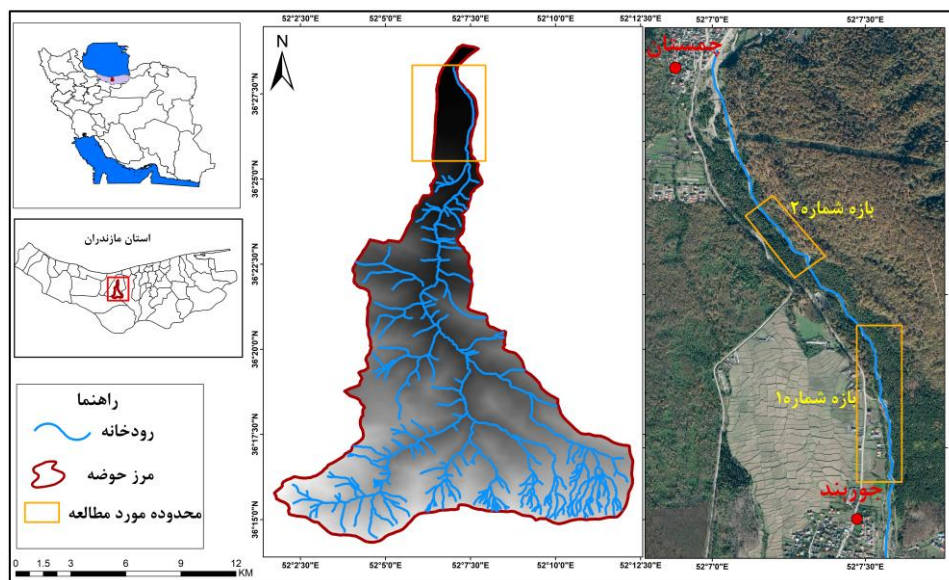 استان مازندران
راهنما
رودخانه
مرز حوضه
محدوده مورد مطالعه
0 1.5 3 6 9 12
KM
52°2'30"E 52°5'0"E 52°7'30"E 52°10'0"E 52°12'30"E
N
36°27'30"N
36°25'0"N
36°22'30"N
36°20'0"N
36°17'30"N
36°15'0"N
52°2'30"E 52°5'0"E 52°7'30"E 52°10'0"E 52°12'30"E
52°7'0"E 52°7'30"E
چمستان
بازه شماره۲
بازه شماره۱
جوربند
52°7'0"E 52°7'30"E